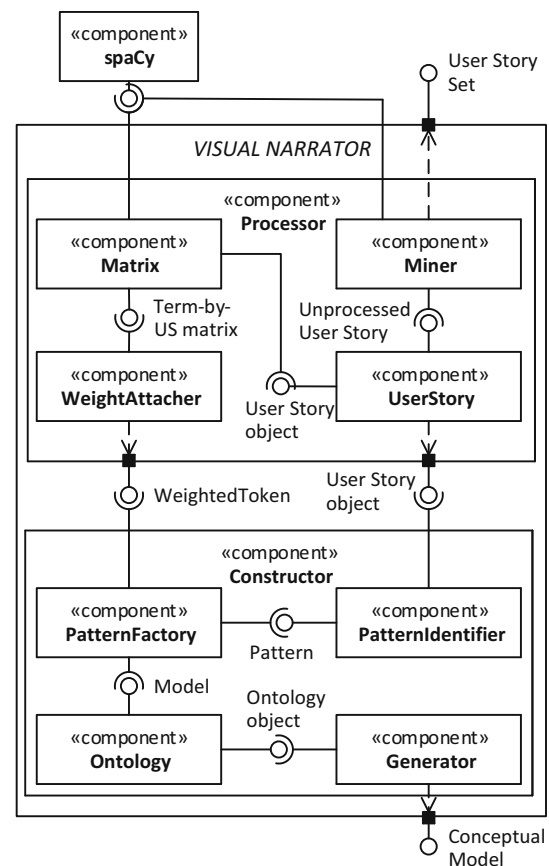 «component»
spaCy
User Story
Set
VISUAL NARRATOR
«component»
Processor
«component»
Matrix
«component»
Miner
Term-by-
US matrix
Unprocessed
User Story
«component»
WeightAttacher
«component»
UserStory
User Story
object
WeightedToken
User Story
object
«component»
Constructor
«component»
PatternFactory
«component»
PatternIdentifier
Pattern
Model
Ontology
object
«component»
Ontology
«component»
Generator
Conceptual
Model